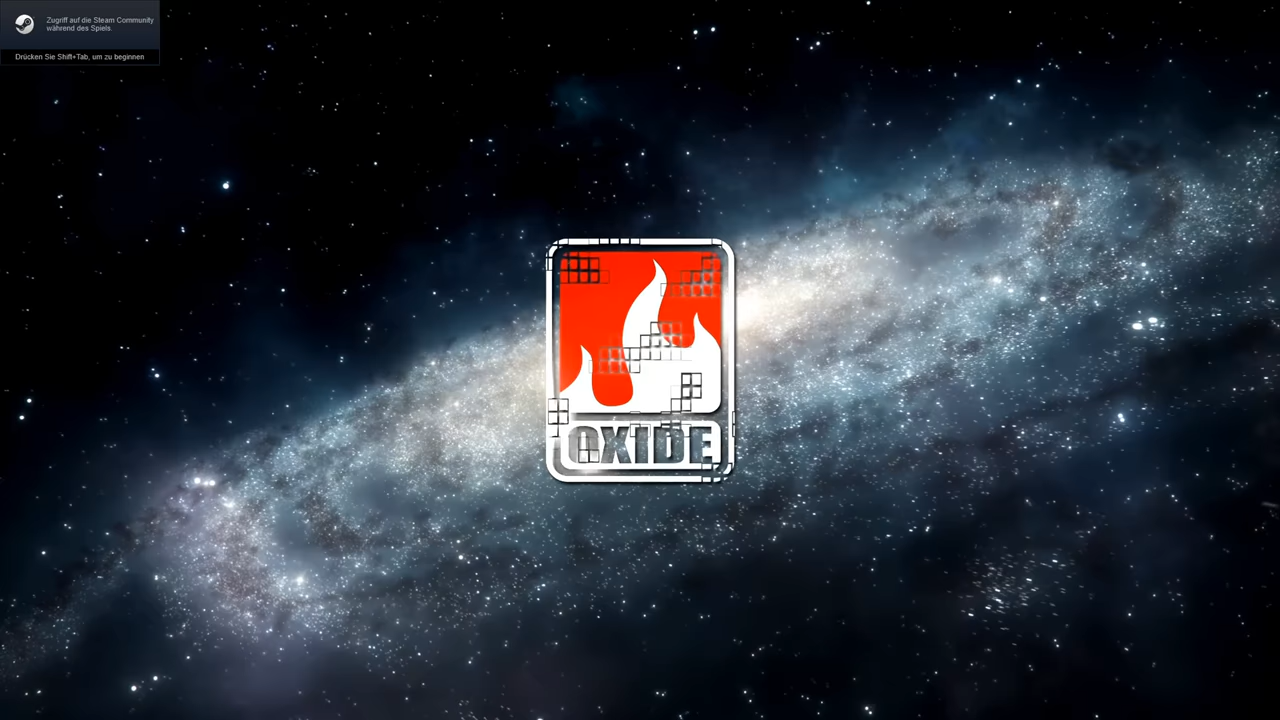 Zugriff auf die Steam Community
während des Spiels.
Drücken Sie Shift+Tab, um zu beginnen
OXIDE